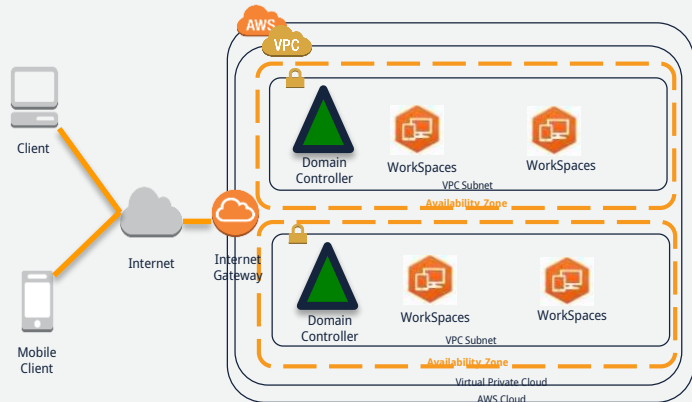 AWS
VPC
Client
Domain
Controller
WorkSpaces
WorkSpaces
VPC Subnet
Availability Zone
Internet
Internet
Gateway
Domain
Controller
WorkSpaces
WorkSpaces
VPC Subnet
Availability Zone
Mobile
Client
Virtual Private Cloud
AWS Cloud